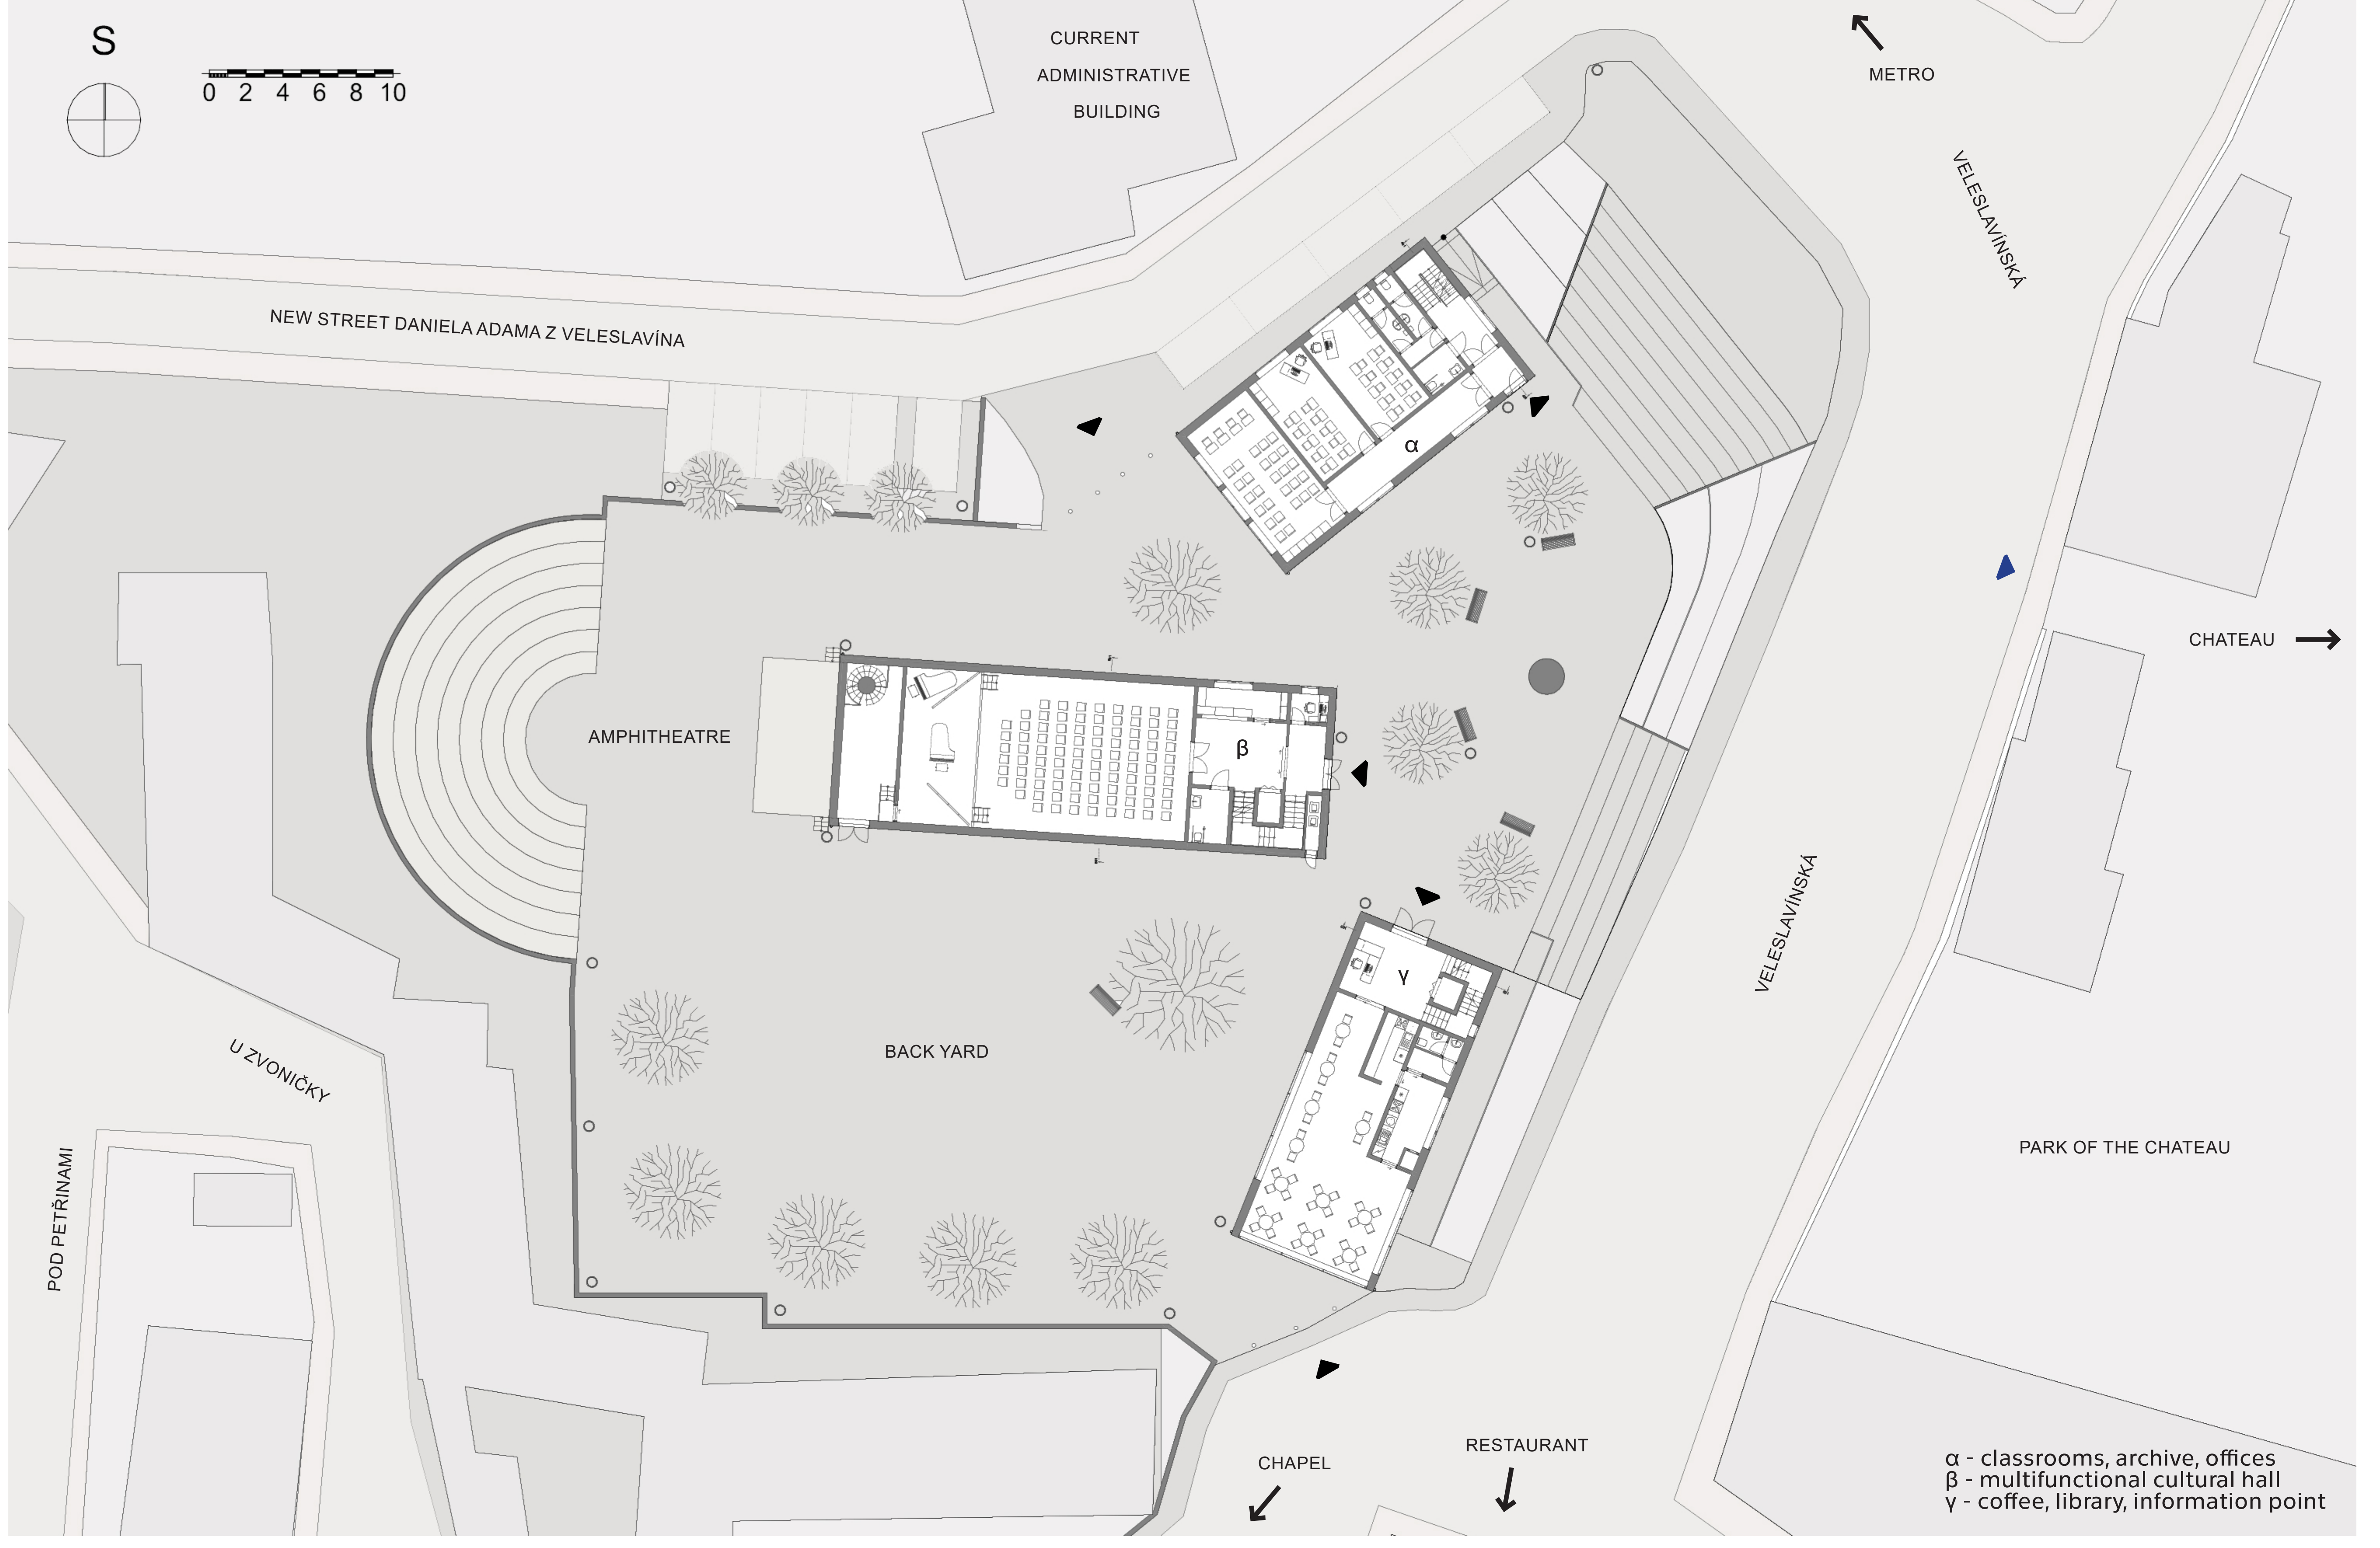 S
0 2 4 6 8 10
CURRENT
ADMINISTRATIVE
BUILDING
METRO
VELESLAVÍNSKÁ
NEW STREET DANIELA ADAMA Z VELESLAVÍNA
α
CHATEAU
AMPHITHEATRE
β
VELESLAVÍNSKÁ
γ
BACK YARD
U ZVONIČKY
POD PETŘINAMI
PARK OF THE CHATEAU
CHAPEL
RESTAURANT
α - classrooms, archive, offices
β - multifunctional cultural hall
γ - coffee, library, information point